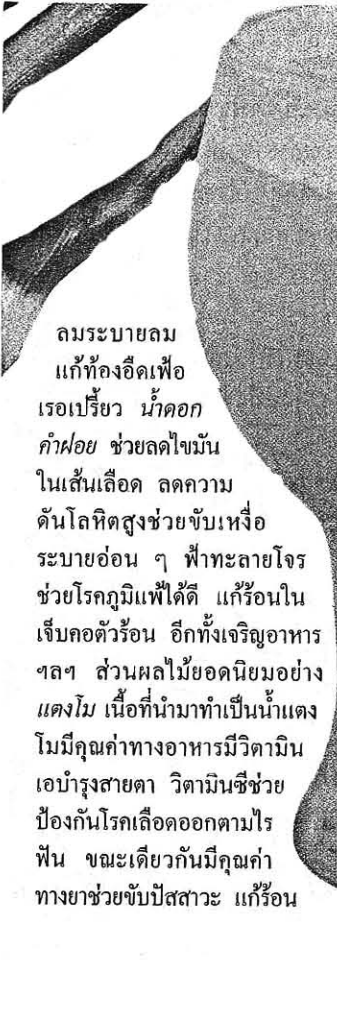 ลมระบายลม
แก้ท้องอืดเฟ้อ
เรอเปรี้ยว น้ำดอก
คำฝอย ช่วยลดไขมัน
ในเส้นเลือด ลดความ
ดันโลหิตสูงช่วยขับเหงื่อ
ระบายอ่อน ๆ ฟ้าทะลายโจร
ช่วยโรคภูมิแพ้ได้ดี แก้ร้อนใน
เจ็บคอตัวร้อน อีกทั้งเจริญอาหาร
ฯลฯ ส่วนผลไม้ยอดนิยมอย่าง
แตงโม เนื้อที่นำมาทำเป็นน้ำแตง
โมมีคุณค่าทางอาหารมีวิตามิน
เอบำรุงสายตา วิตามินซีช่วย
ป้องกันโรคเลือดออกตามไร
ฟัน ขณะเดียวกันมีคุณค่า
ทางยาช่วยขับปัสสาวะ แก้ร้อน